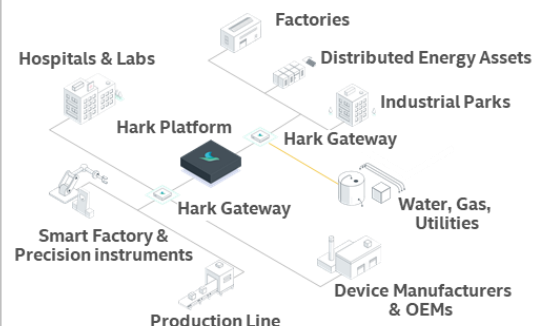 Factories
Hospitals & Labs
Distributed Energy Assets
Industrial Parks
Hark Platform
Hark Gateway
Water, Gas,
Utilities
Hark Gateway
Smart Factory &
Precision instruments
Device Manufacturers
& OEMs
Production Line